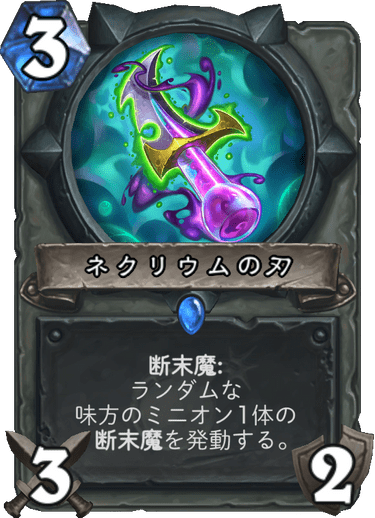 3
ネクリウムの刃
断末魔:
ランダムな
味方のミニオン1体の
断末魔を発動する。
3
2